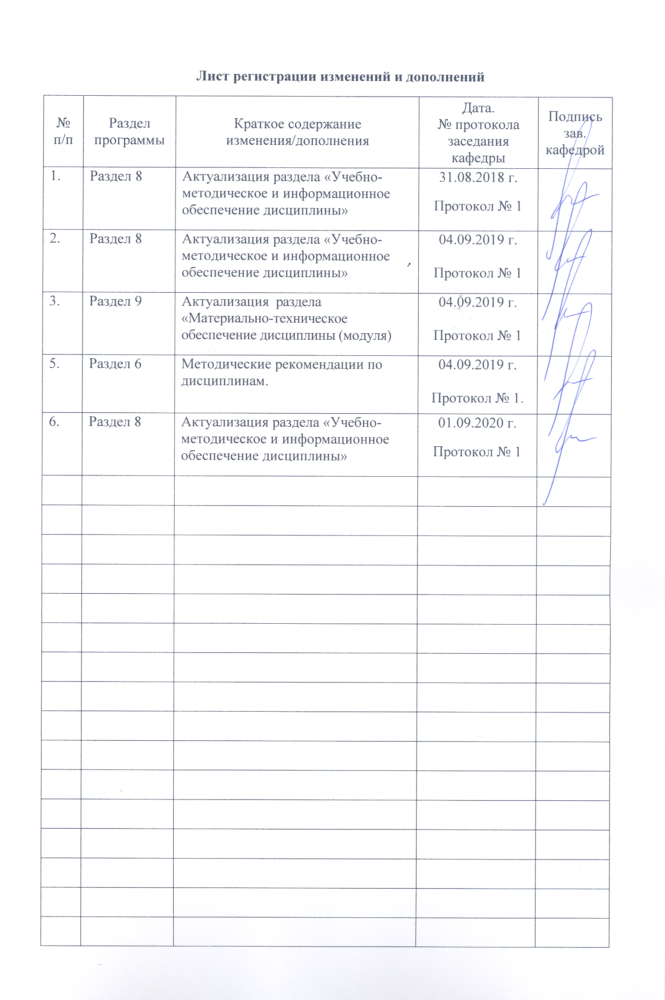 Лист регистрации изменений и дополнений
№ п/п
Раздел программы
Краткое содержание изменения/дополнения
Дата.
№ протокола
заседания
кафедры
Подпись
зав.
кафедрой
1.
Раздел 8
Актуализация раздела «Учебно-
методическое и информационное
обеспечение дисциплины»
31.08.2018 г.
Протокол № 1
2.
Раздел 8
Актуализация раздела «Учебно-
методическое и информационное
обеспечение дисциплины»
04.09.2019 г.
Протокол № 1
3.
Раздел 9
Актуализация раздела
«Материально-техническое
обеспечение дисциплины (модуля)
04.09.2019 г.
Протокол № 1
5.
Раздел 6
Методические рекомендации по
дисциплинам.
04.09.2019 г.
Протокол № 1.
6.
Раздел 8
Актуализация раздела «Учебно-
методическое и информационное
обеспечение дисциплины»
01.09.2020 г.
Протокол № 1